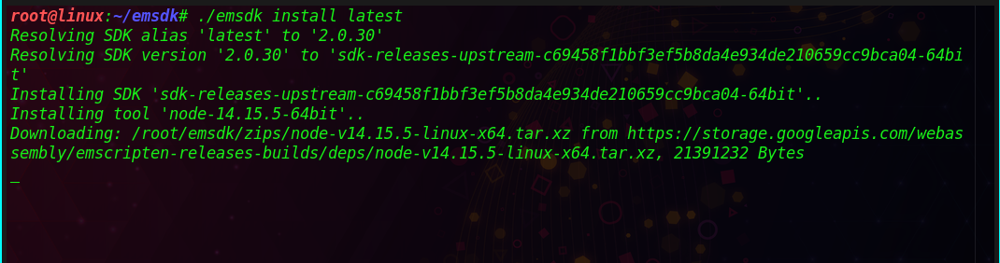 root@linux:~/emsdk# ./emsdk install latest
Resolving SDK alias 'latest' to '2.0.30'
Resolving SDK version '2.0.30' to 'sdk-releases-upstream-c69458f1bbf3ef5b8da4e934de210659cc9bca04-64bi
t'
Installing SDK 'sdk-releases-upstream-c69458f1bbf3ef5b8da4e934de210659cc9bca04-64bit'..
Installing tool 'node-14.15.5-64bit'..
Downloading: /root/emsdk/zips/node-v14.15.5-linux-x64.tar.xz from https://storage.googleapis.com/webas
sembly/emscripten-releases-builds/deps/node-v14.15.5-linux-x64.tar.xz, 21391232 Bytes